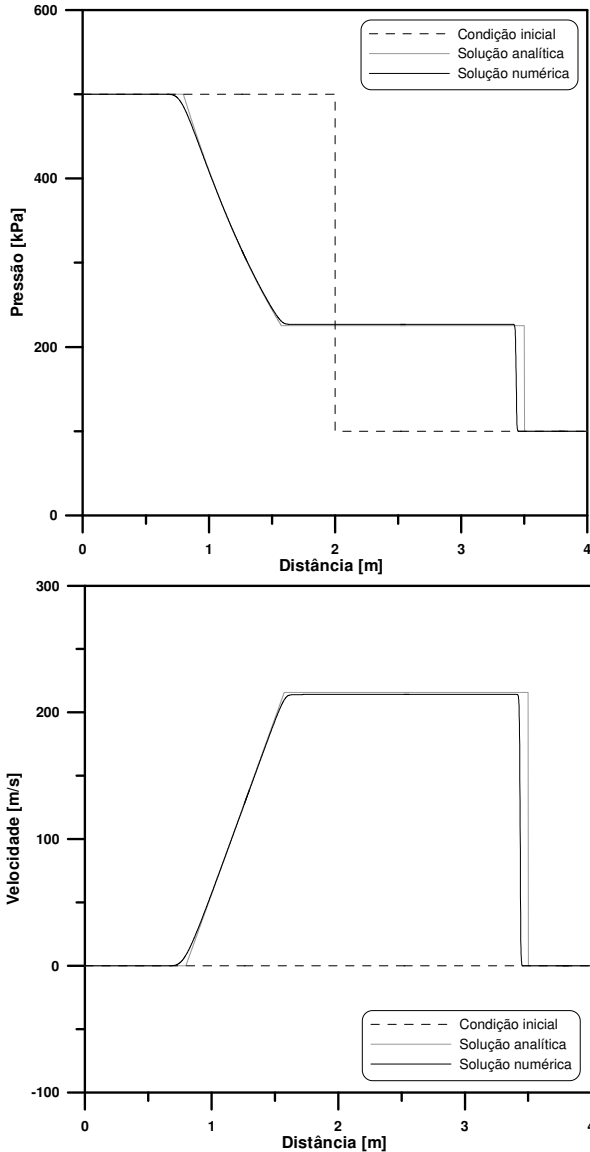 600
Condição inicial
Solução analítica
Solução numérica
400
Pressão [kPa]
200
0
0 1 2 3 4
Distância [m]
300
200
Velocidade [m/s]
100
0
Condição inicial
Solução analítica
Solução numérica
-100
0 1 2 3 4
Distância [m]